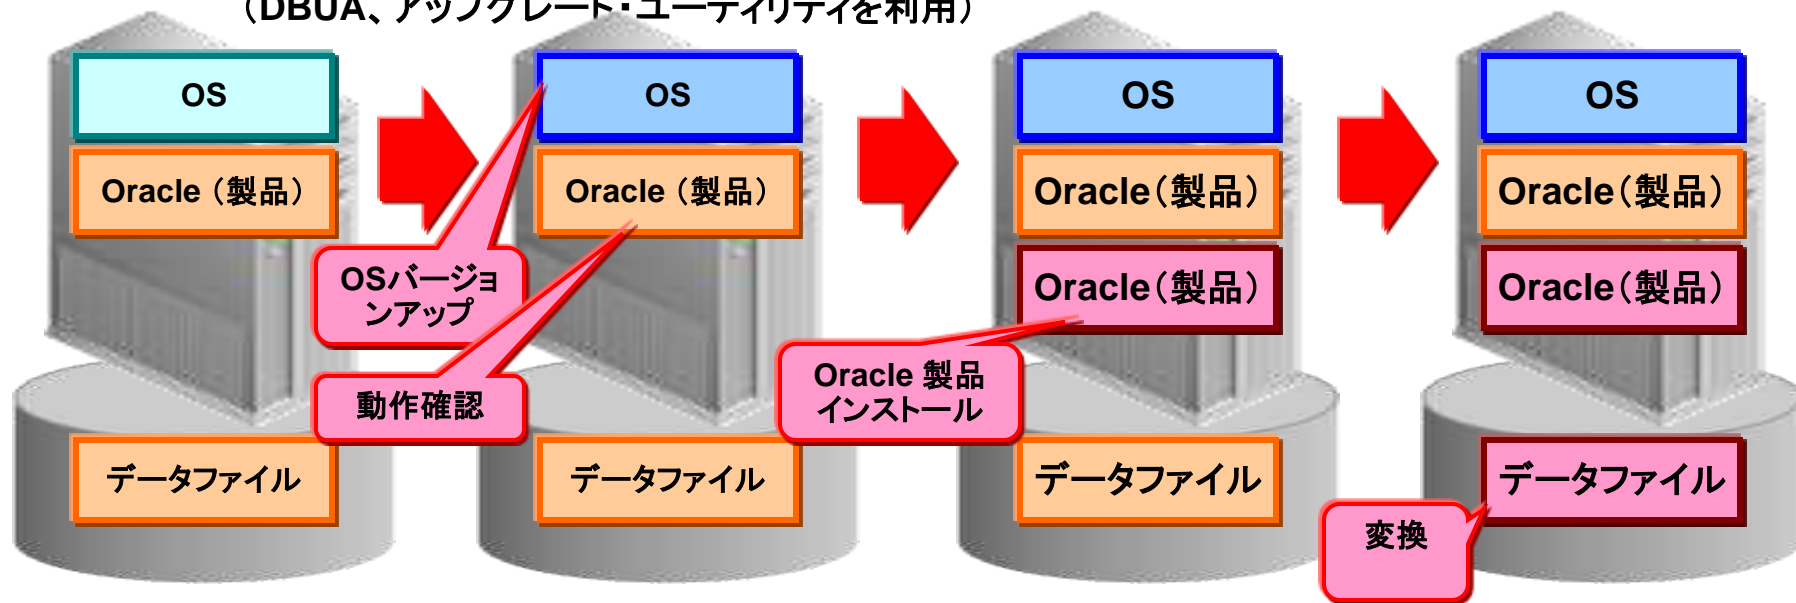 （DBUA、アップグレード・ユーティリティを利用）
OS
OS
OS
OS
Oracle （製品）
Oracle （製品）
Oracle（製品）
Oracle（製品）
OSバージョ
ンアップ
Oracle（製品）
Oracle（製品）
動作確認
Oracle 製品
インストール
データファイル
データファイル
データファイル
データファイル
変換